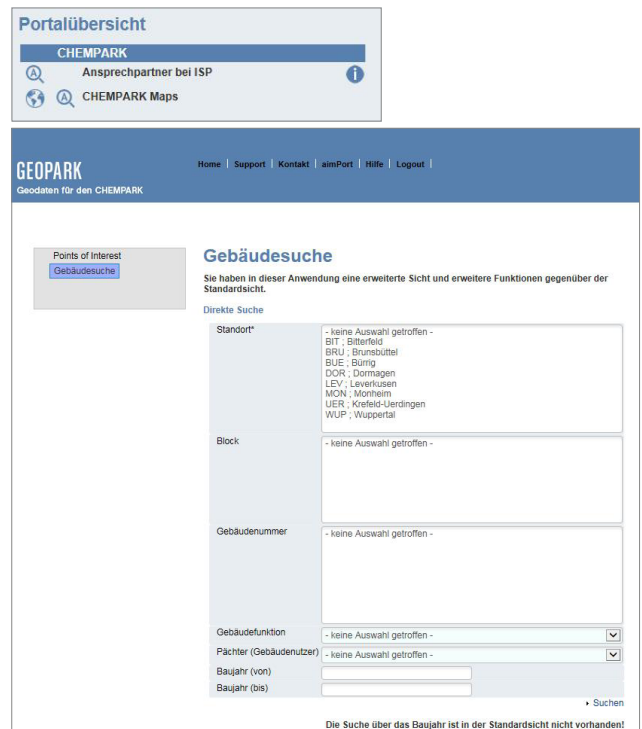 Portalübersicht
CHEMPARK
Ansprechpartner bei ISP
CHEMPARK Maps
GEOPARK
Geodaten für den CHEMPARK
Home | Support | Kontakt | aimPort | Hilfe | Logout |
Points of Interest
Gebäudesuche
Gebäudesuche
Sie haben in dieser Anwendung eine erweiterte Sicht und erweitere Funktionen gegenüber der
Standardsicht.
Direkte Suche
Standort*
- keine Auswahl getroffen -
BIT ; Bitterfeld
BRU ; Brunsbüttel
BUE ; Bürrig
DOR ; Dormagen
LEV ; Leverkusen
MON ; Monheim
UER ; Krefeld-Uerdingen
WUP ; Wuppertal
Block
- keine Auswahl getroffen -
Gebäudenummer
- keine Auswahl getroffen -
Gebäudefunktion
- keine Auswahl getroffen -
Pächter (Gebäudenutzer)
- keine Auswahl getroffen -
Baujahr (von)
Baujahr (bis)
Suchen
Die Suche über das Baujahr ist in der Standardsicht nicht vorhanden!